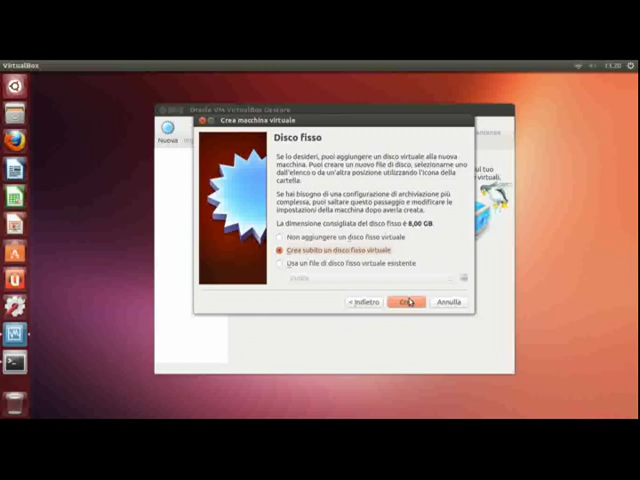 VirtualBox
13.20
Oracle VM VirtualBox Gestore
Crea macchina virtuale
Nuova
Disco fisso
Se lo desideri, puoi aggiungere un disco virtuale alla nuova
macchina. Puoi creare un nuovo file di disco, selezionarne uno
dall'elenco o da un'altra posizione utilizzando l'icona della
cartella.
Se hai bisogno di una configurazione di archiviazione più
complessa, puoi saltare questo passaggio e modificare le
impostazioni della macchina dopo averla creata.
La dimensione consigliata del disco fisso è 8,00 GB.
Non aggiungere un disco fisso virtuale
Crea subito un disco fisso virtuale
Usa un file di disco fisso virtuale esistente
sul tuo
virtuali.
< Indietro
Annulla